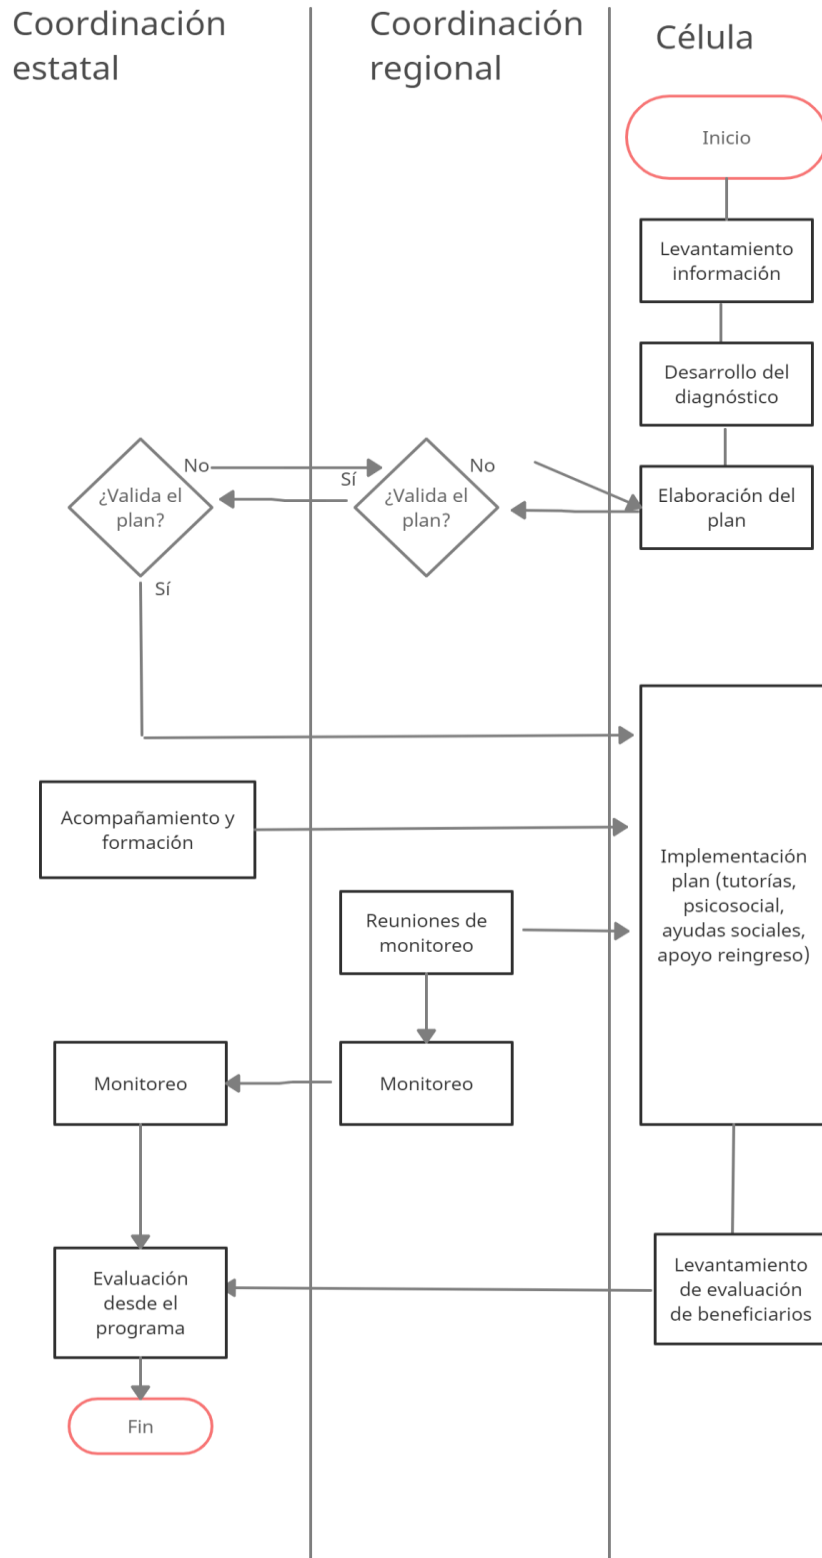 Coordinación
estatal
Coordinación
regional
Célula
Inicio
Levantamiento
información
Desarrollo del
diagnóstico
No
¿Valida el
plan?
Sí
Sí
No
¿Valida el
plan?
Elaboración del
plan
Acompañamiento y
formación
Implementación
plan (tutorías,
psicosocial,
ayudas sociales,
apoyo reingreso)
Reuniones de
monitoreo
Monitoreo
Monitoreo
Evaluación
desde el
programa
Levantamiento
de evaluación
de beneficiarios
Fin